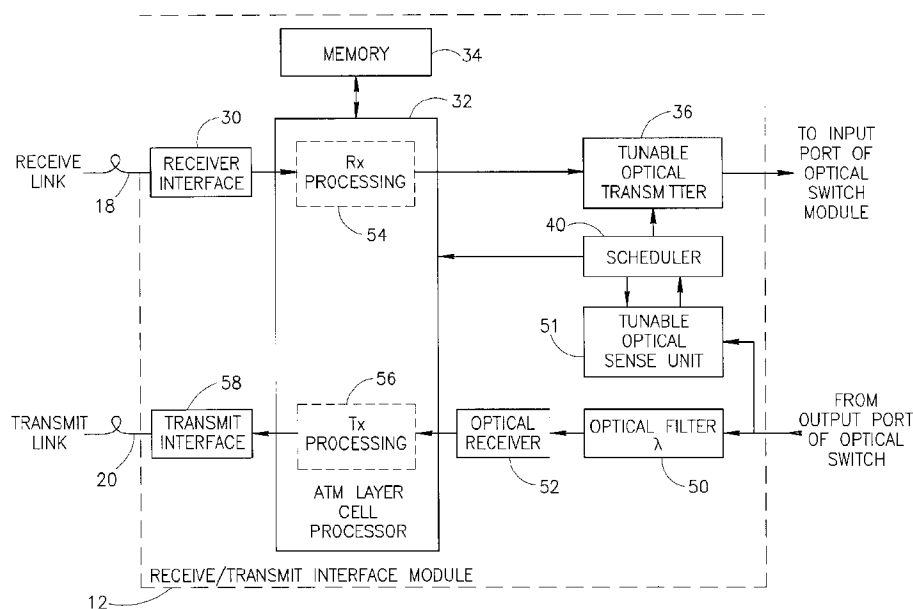 MEMORY
34
32
30
36
RECEIVE
LINK
18
RECEIVER
INTERFACE
Rx
PROCESSING
54
TUNABLE
OPTICAL
TRANSMITTER
TO INPUT
PORT OF
OPTICAL
SWITCH
MODULE
40
SCHEDULER
51
TUNABLE
OPTICAL
SENSE UNIT
58
56
TRANSMIT
LINK
20
TRANSMIT
INTERFACE
Tx
PROCESSING
OPTICAL
RECEIVER
52
OPTICAL FILTER
λ
50
FROM
OUTPUT PORT
OF OPTICAL
SWITCH
ATM LAYER
CELL
PROCESSOR
RECEIVE/TRANSMIT INTERFACE MODULE
12